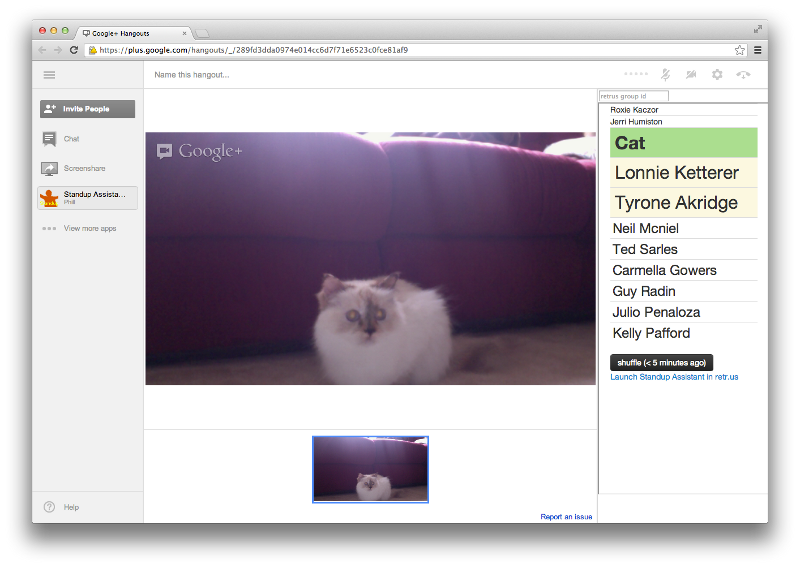 Google+ Hangouts
https://plus.google.com/hangouts/_/289fd3dda0974e014cc6d7f71e6523c0fce81af9
Name this hangout...
Invite People
Chat
Screenshare
Standup Assista...
Phill
View more apps
Help
Google+
Report an issue
retrus group id
Roxie Kaczor
Jerri Humiston
Cat
Lonnie Ketterer
Tyrone Akridge
Neil Mcniel
Ted Sarles
Carmella Gowers
Guy Radin
Julio Penaloza
Kelly Pafford
shuffle (< 5 minutes ago)
Launch Standup Assistant in retr.us